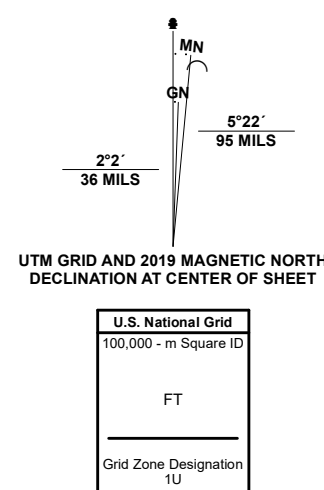 MN
GN
5°22´
95 MILS
2°2´
36 MILS
UTM GRID AND 2019 MAGNETIC NORTH
DECLINATION AT CENTER OF SHEET
U.S. National Grid
100,000 - m Square ID
FT
Grid Zone Designation
1U